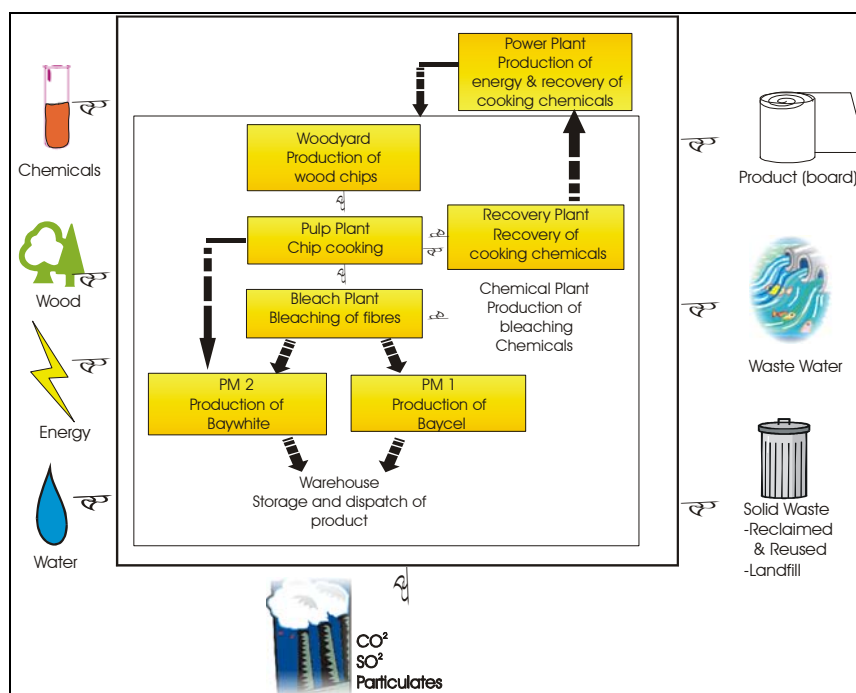 Power Plant
Production of
energy & recovery of
cooking chemicals
Chemicals
Woodyard
Production of
wood chips
Product (board)
Pulp Plant
Chip cooking
Recovery Plant
Recovery of
cooking chemicals
Wood
Chemical Plant
Production of
bleaching
Chemicals
Bleach Plant
Bleaching of fibres
Waste Water
Energy
PM 2
Production of
Baywhite
PM 1
Production of
Baycel
Warehouse
Storage and dispatch of
product
Water
Solid Waste
-Reclaimed
& Reused
-Landfill
CO²
SO²
Particulates